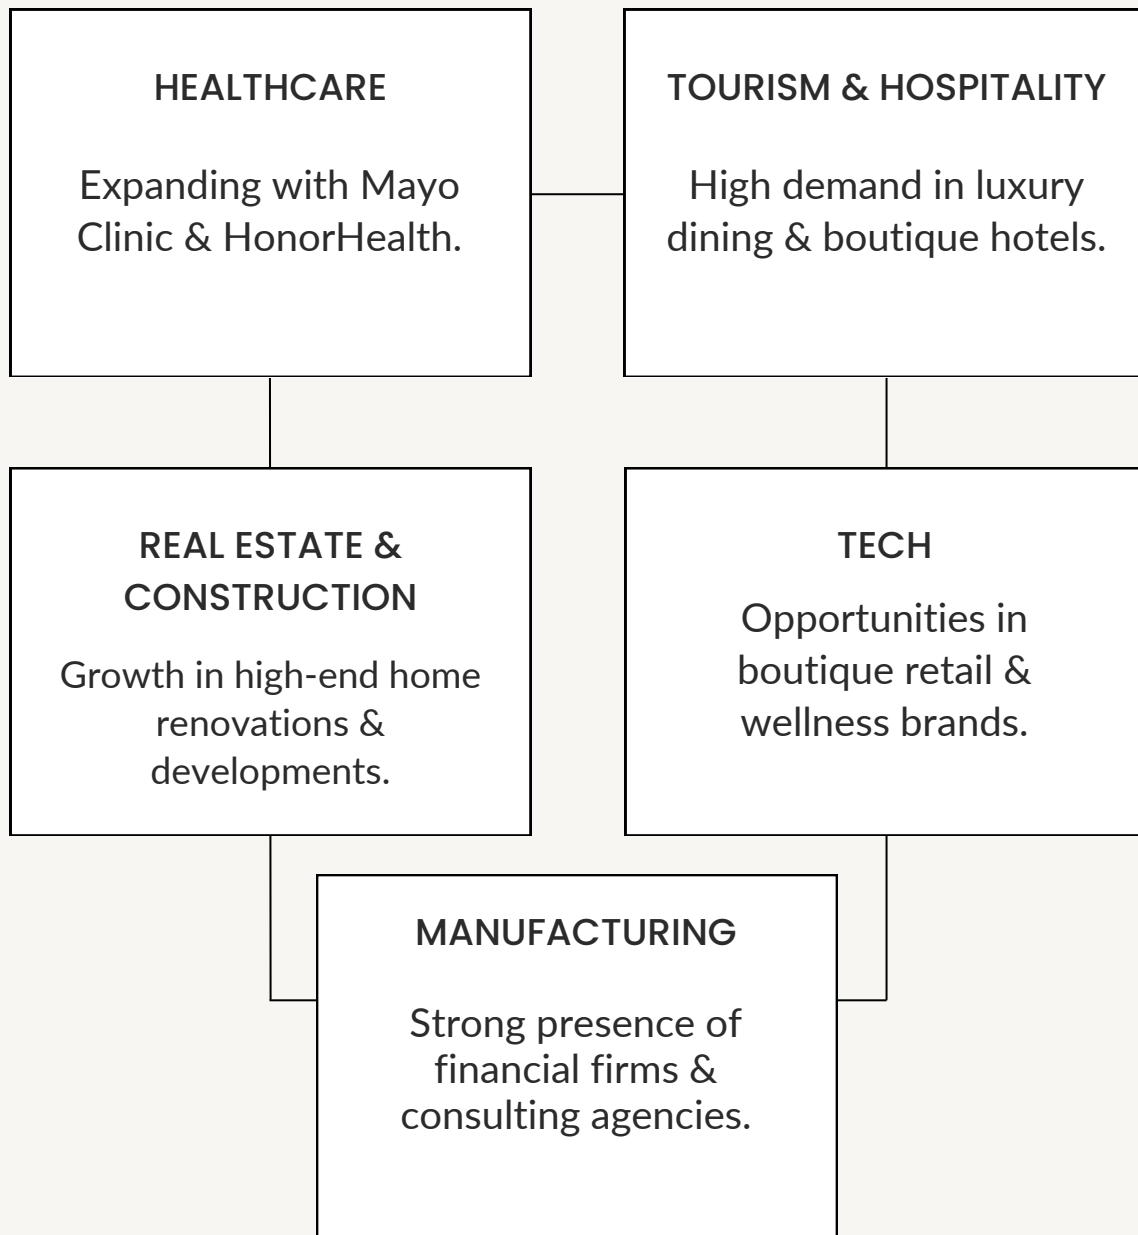 HEALTHCARE
Expanding with Mayo
Clinic & HonorHealth.
TOURISM & HOSPITALITY
High demand in luxury
dining & boutique hotels.
REAL ESTATE &
CONSTRUCTION
Growth in high-end home
renovations &
developments.
TECH
Opportunities in
boutique retail &
wellness brands.
MANUFACTURING
Strong presence of
financial firms &
consulting agencies.